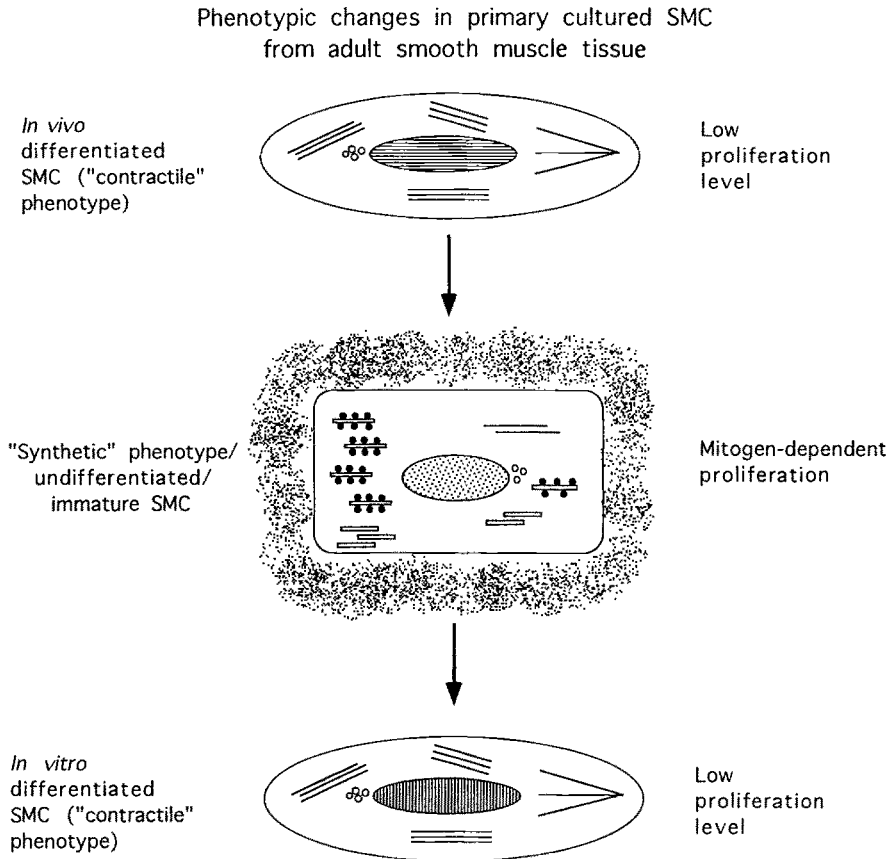 Phenotypic changes in primary cultured SMC
from adult smooth muscle tissue
In vivo
differentiated
SMC ("contractile"
phenotype)
Low
proliferation
level
"Synthetic" phenotype/
undifferentiated/
immature SMC
Mitogen-dependent
proliferation
In vitro
differentiated
SMC ("contractile"
phenotype)
Low
proliferation
level